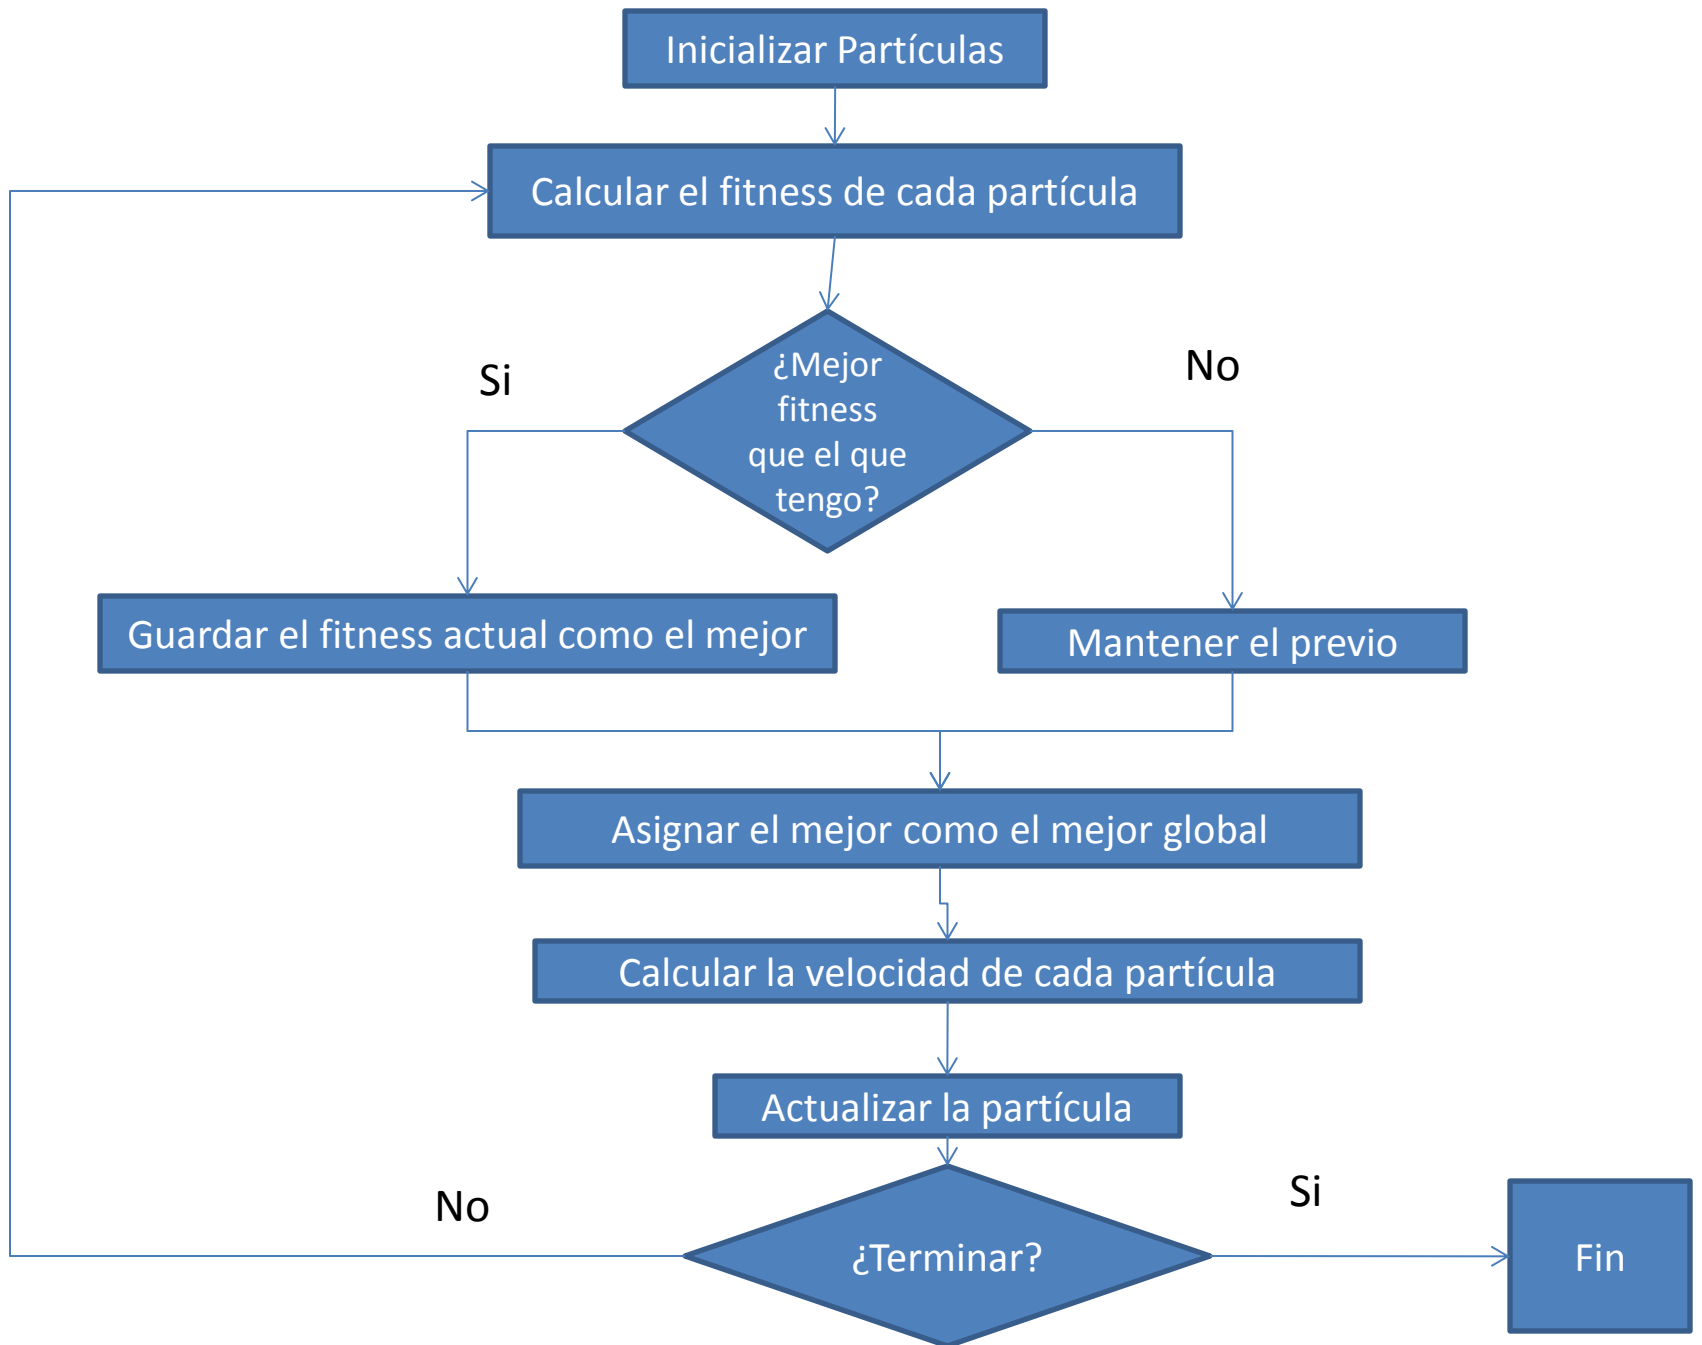 Inicializar Partículas
Calcular el fitness de cada partícula
Si
No
¿Mejor
fitness
que el que
tengo?
Guardar el fitness actual como el mejor
Mantener el previo
Asignar el mejor como el mejor global
Calcular la velocidad de cada partícula
Actualizar la partícula
No
Si
¿Terminar?
Fin